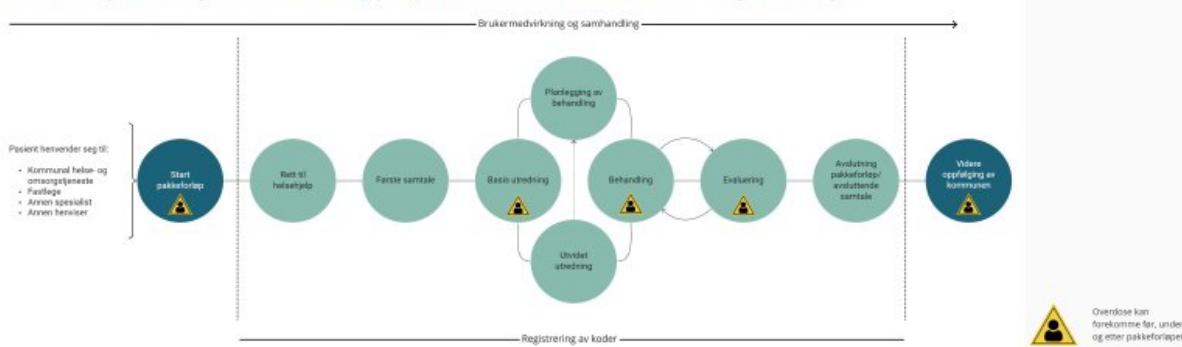 Brukermedvirkning og samhandling
Pasient henvender seg til:
• Kommunal helse- og
omsorgstjeneste
• Fastlege
• Annen spesialist
• Annen henviser
Start
pakkeforløp
Rett til
helsehjelp
Første samtale
Basis utredning
Planlegging av
behandling
Utvidet
utredning
Behandling
Evaluering
Avslutning
pakkeforløp/
avsluttende
samtale
Videre
oppfølging av
kommunen
Registrering av koder
Overdose kan
forekomme før, under
og etter pakkeforløpet